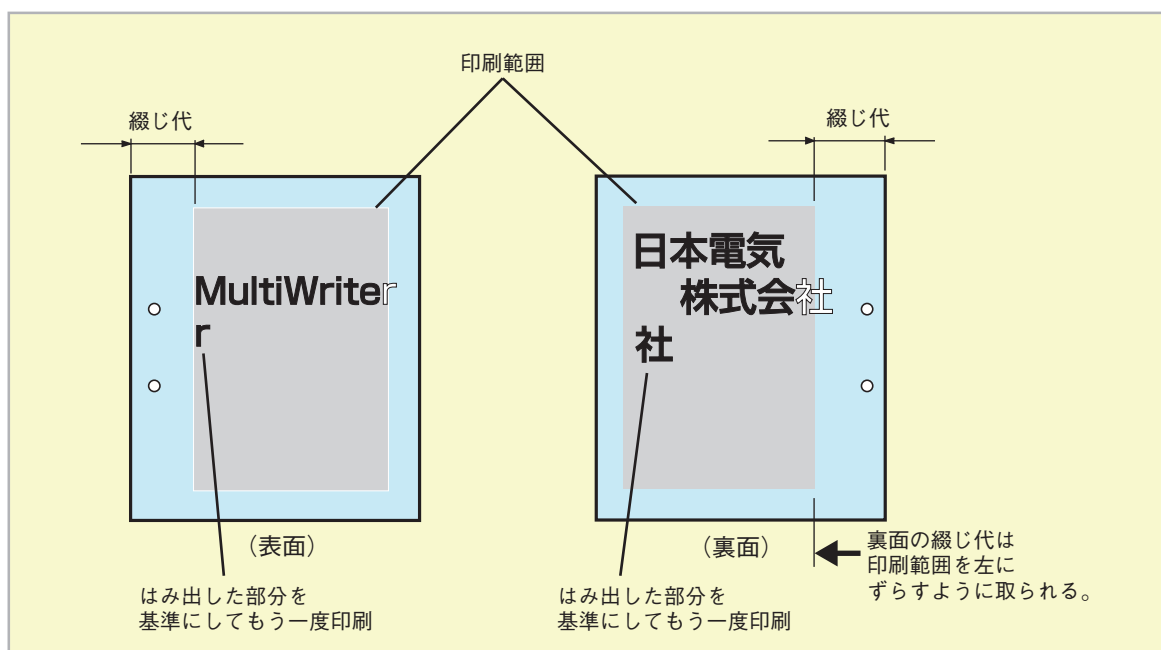 印刷範囲
綴じ代
綴じ代
MultiWriter
r
日本電気
株式会社
社
（表面）
（裏面）
はみ出した部分を
基準にしてもう一度印刷
はみ出した部分を
基準にしてもう一度印刷
裏面の綴じ代は
印刷範囲を左に
ずらすように取られる。